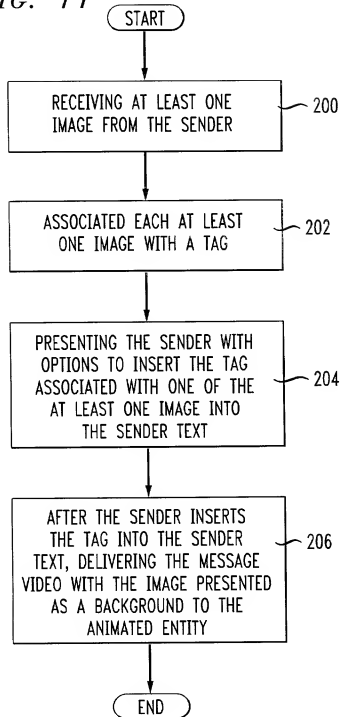 START
RECEIVING AT LEAST ONE
IMAGE FROM THE SENDER
200
ASSOCIATED EACH AT LEAST
ONE IMAGE WITH A TAG
202
PRESENTING THE SENDER WITH
OPTIONS TO INSERT THE TAG
ASSOCIATED WITH ONE OF THE
AT LEAST ONE IMAGE INTO
THE SENDER TEXT
204
AFTER THE SENDER INSERTS
THE TAG INTO THE SENDER
TEXT, DELIVERING THE MESSAGE
VIDEO WITH THE IMAGE PRESENTED
AS A BACKGROUND TO THE
ANIMATED ENTITY
206
END